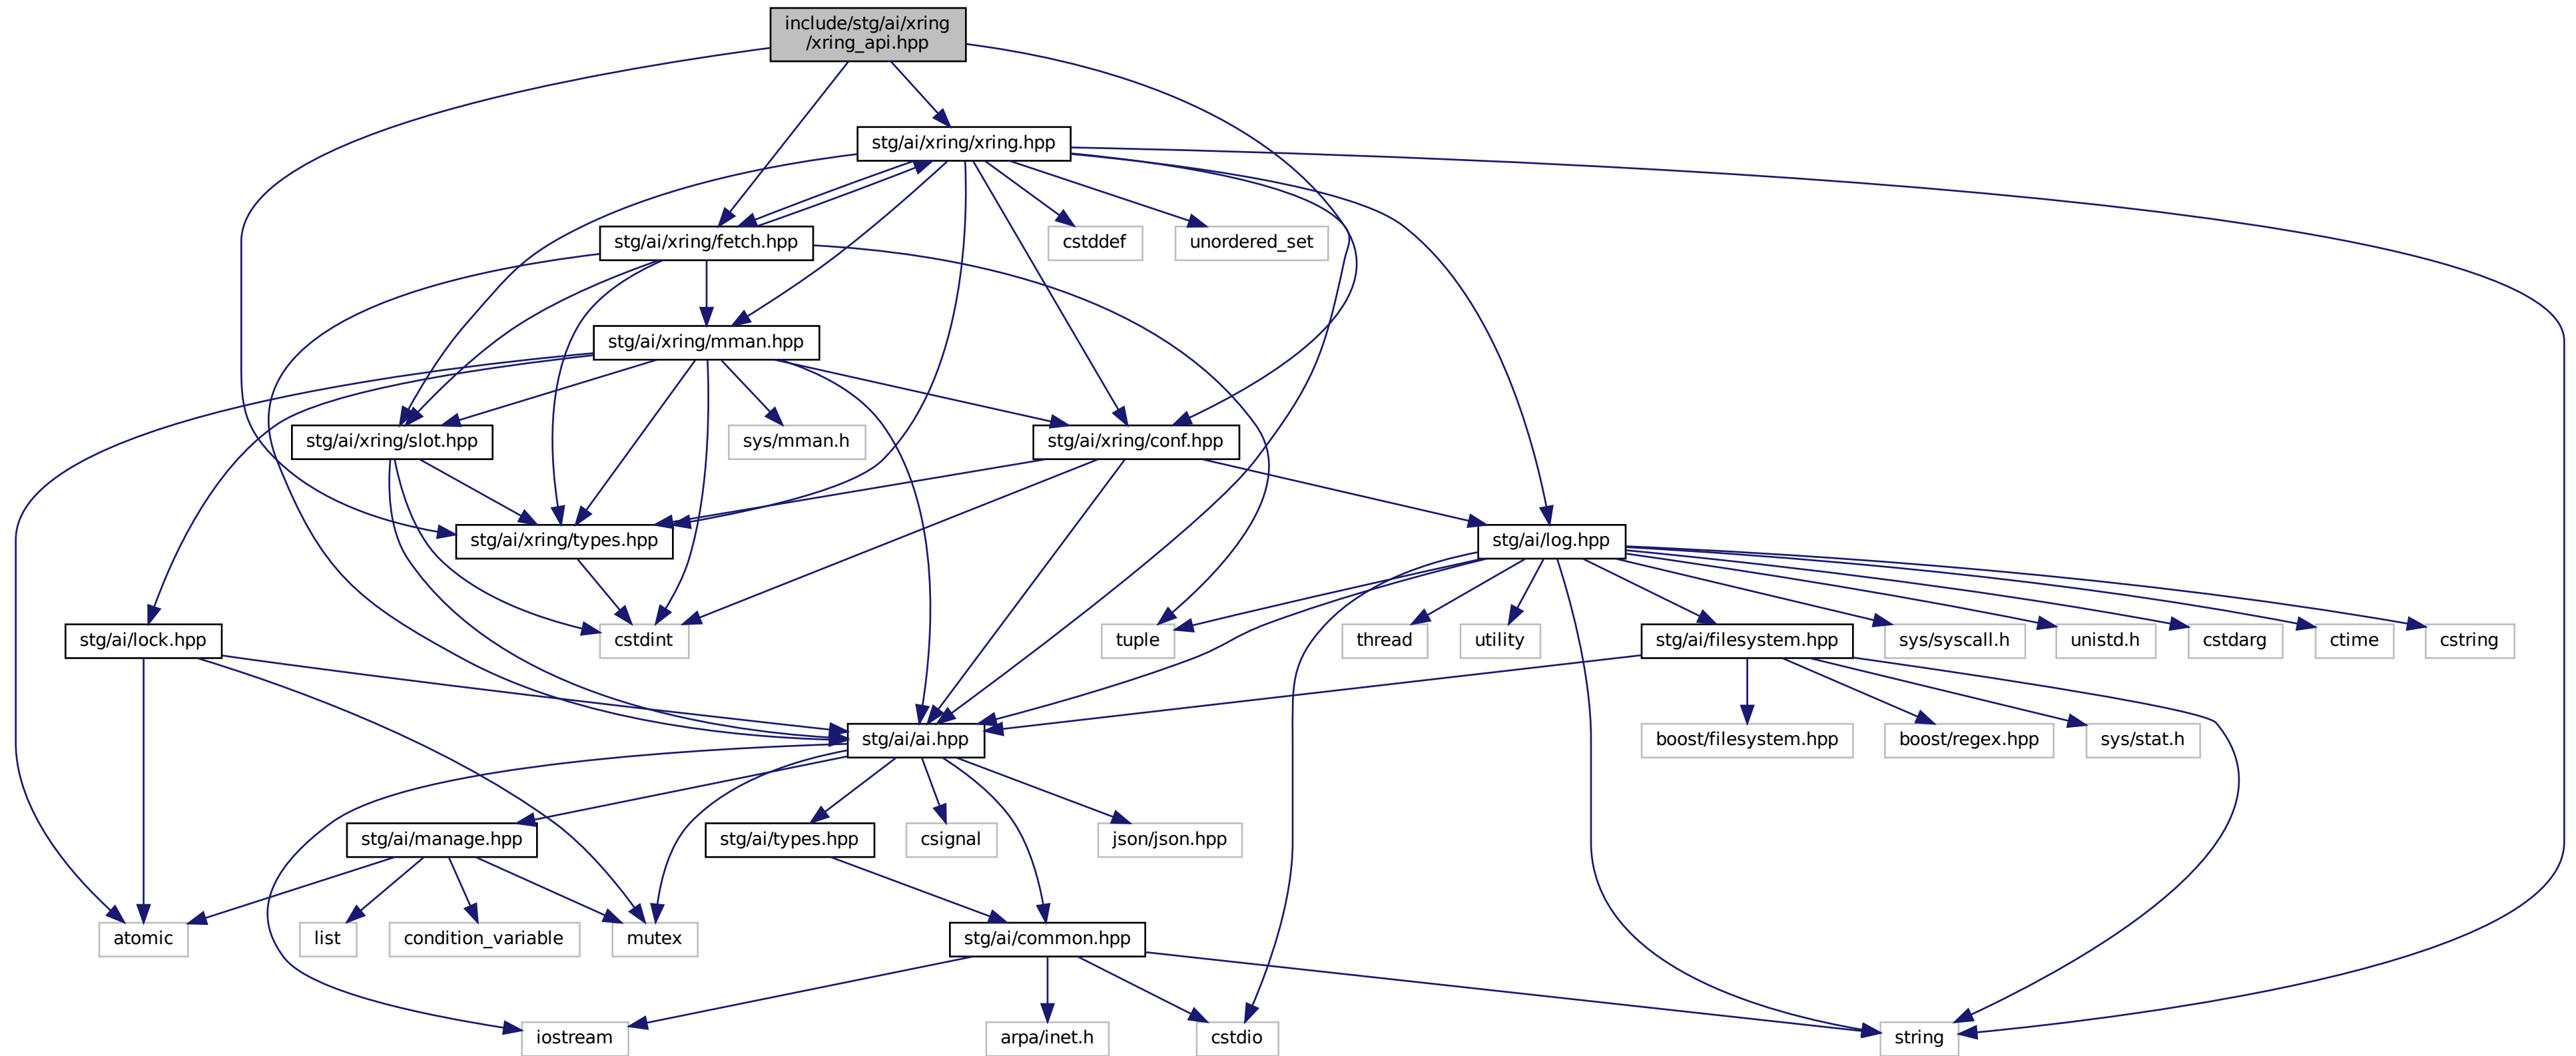 include/stg/ai/xring
/xring_api.hpp
stg/ai/xring/xring.hpp
stg/ai/xring/fetch.hpp
cstddef
unordered_set
stg/ai/xring/mman.hpp
stg/ai/xring/slot.hpp
sys/mman.h
stg/ai/xring/conf.hpp
stg/ai/xring/types.hpp
stg/ai/log.hpp
stg/ai/lock.hpp
cstdint
tuple
thread
utility
stg/ai/filesystem.hpp
sys/syscall.h
unistd.h
cstdarg
ctime
cstring
stg/ai/ai.hpp
boost/filesystem.hpp
boost/regex.hpp
sys/stat.h
stg/ai/manage.hpp
stg/ai/types.hpp
csignal
json/json.hpp
atomic
list
condition_variable
mutex
stg/ai/common.hpp
iostream
arpa/inet.h
cstdio
string